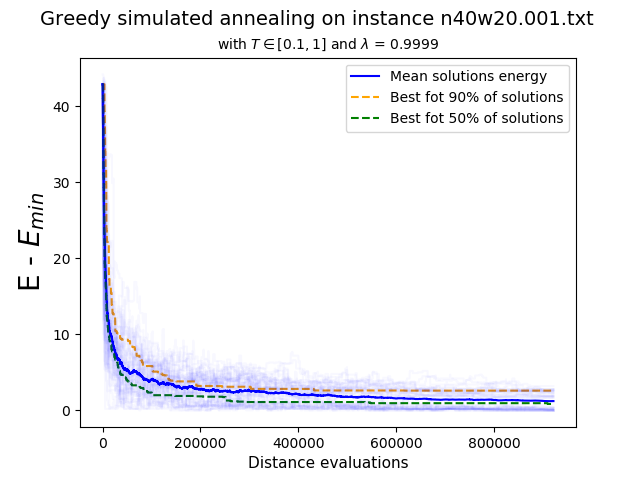 Greedy simulated annealing on instance n40w20.001.txt
with T ∈ [0.1, 1] and λ = 0.9999
Mean solutions energy
Best fot 90% of solutions
Best fot 50% of solutions
E - E_min
40
30
20
10
0
0 200000 400000 600000 800000
Distance evaluations